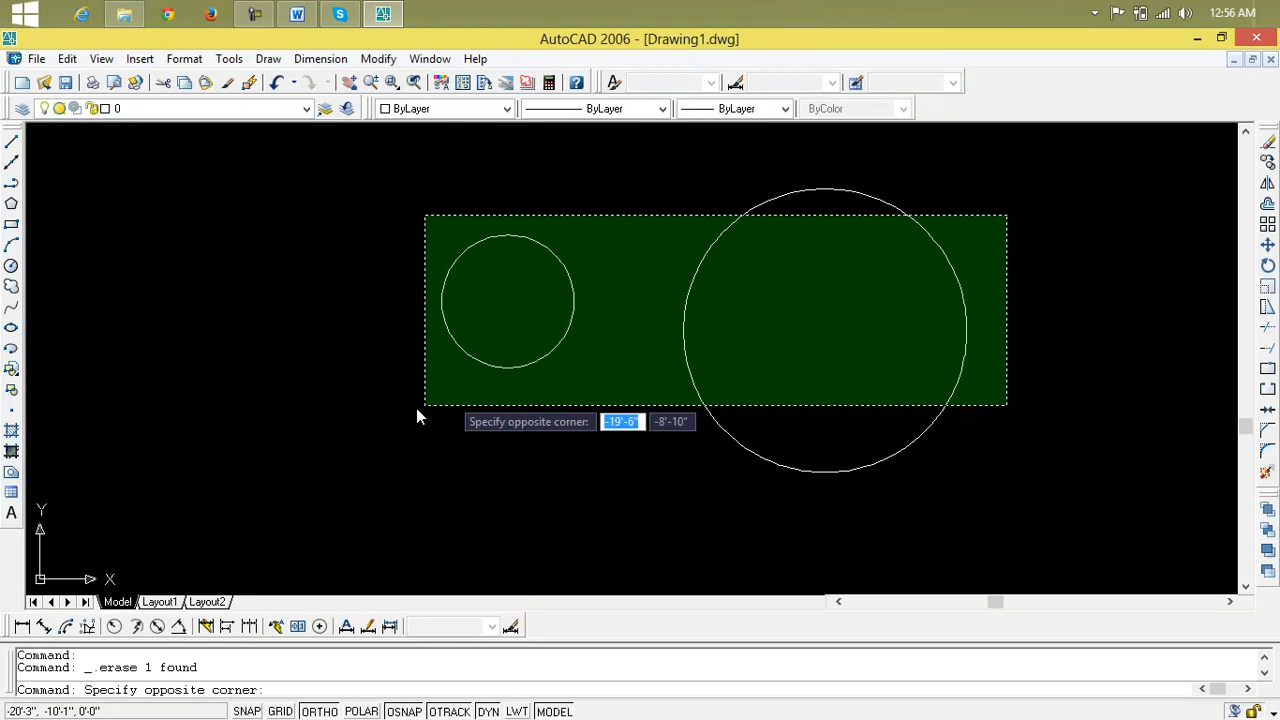 12:56 AM
AutoCAD 2006 - [Drawing1.dwg]
File Edit View Insert Format Tools Draw Dimension Modify Window Help
0 ByLayer ByLayer ByLayer ByColor
Specify opposite corner: -19'-6" -8'-10"
Y
X
Model Layout1 Layout2
Command:
Command: _.erase 1 found
Command: Specify opposite corner:
-20'-3", -10'-1", 0'-0" SNAP GRID ORTHO POLAR OSNAP OTRACK DYN LWT MODEL